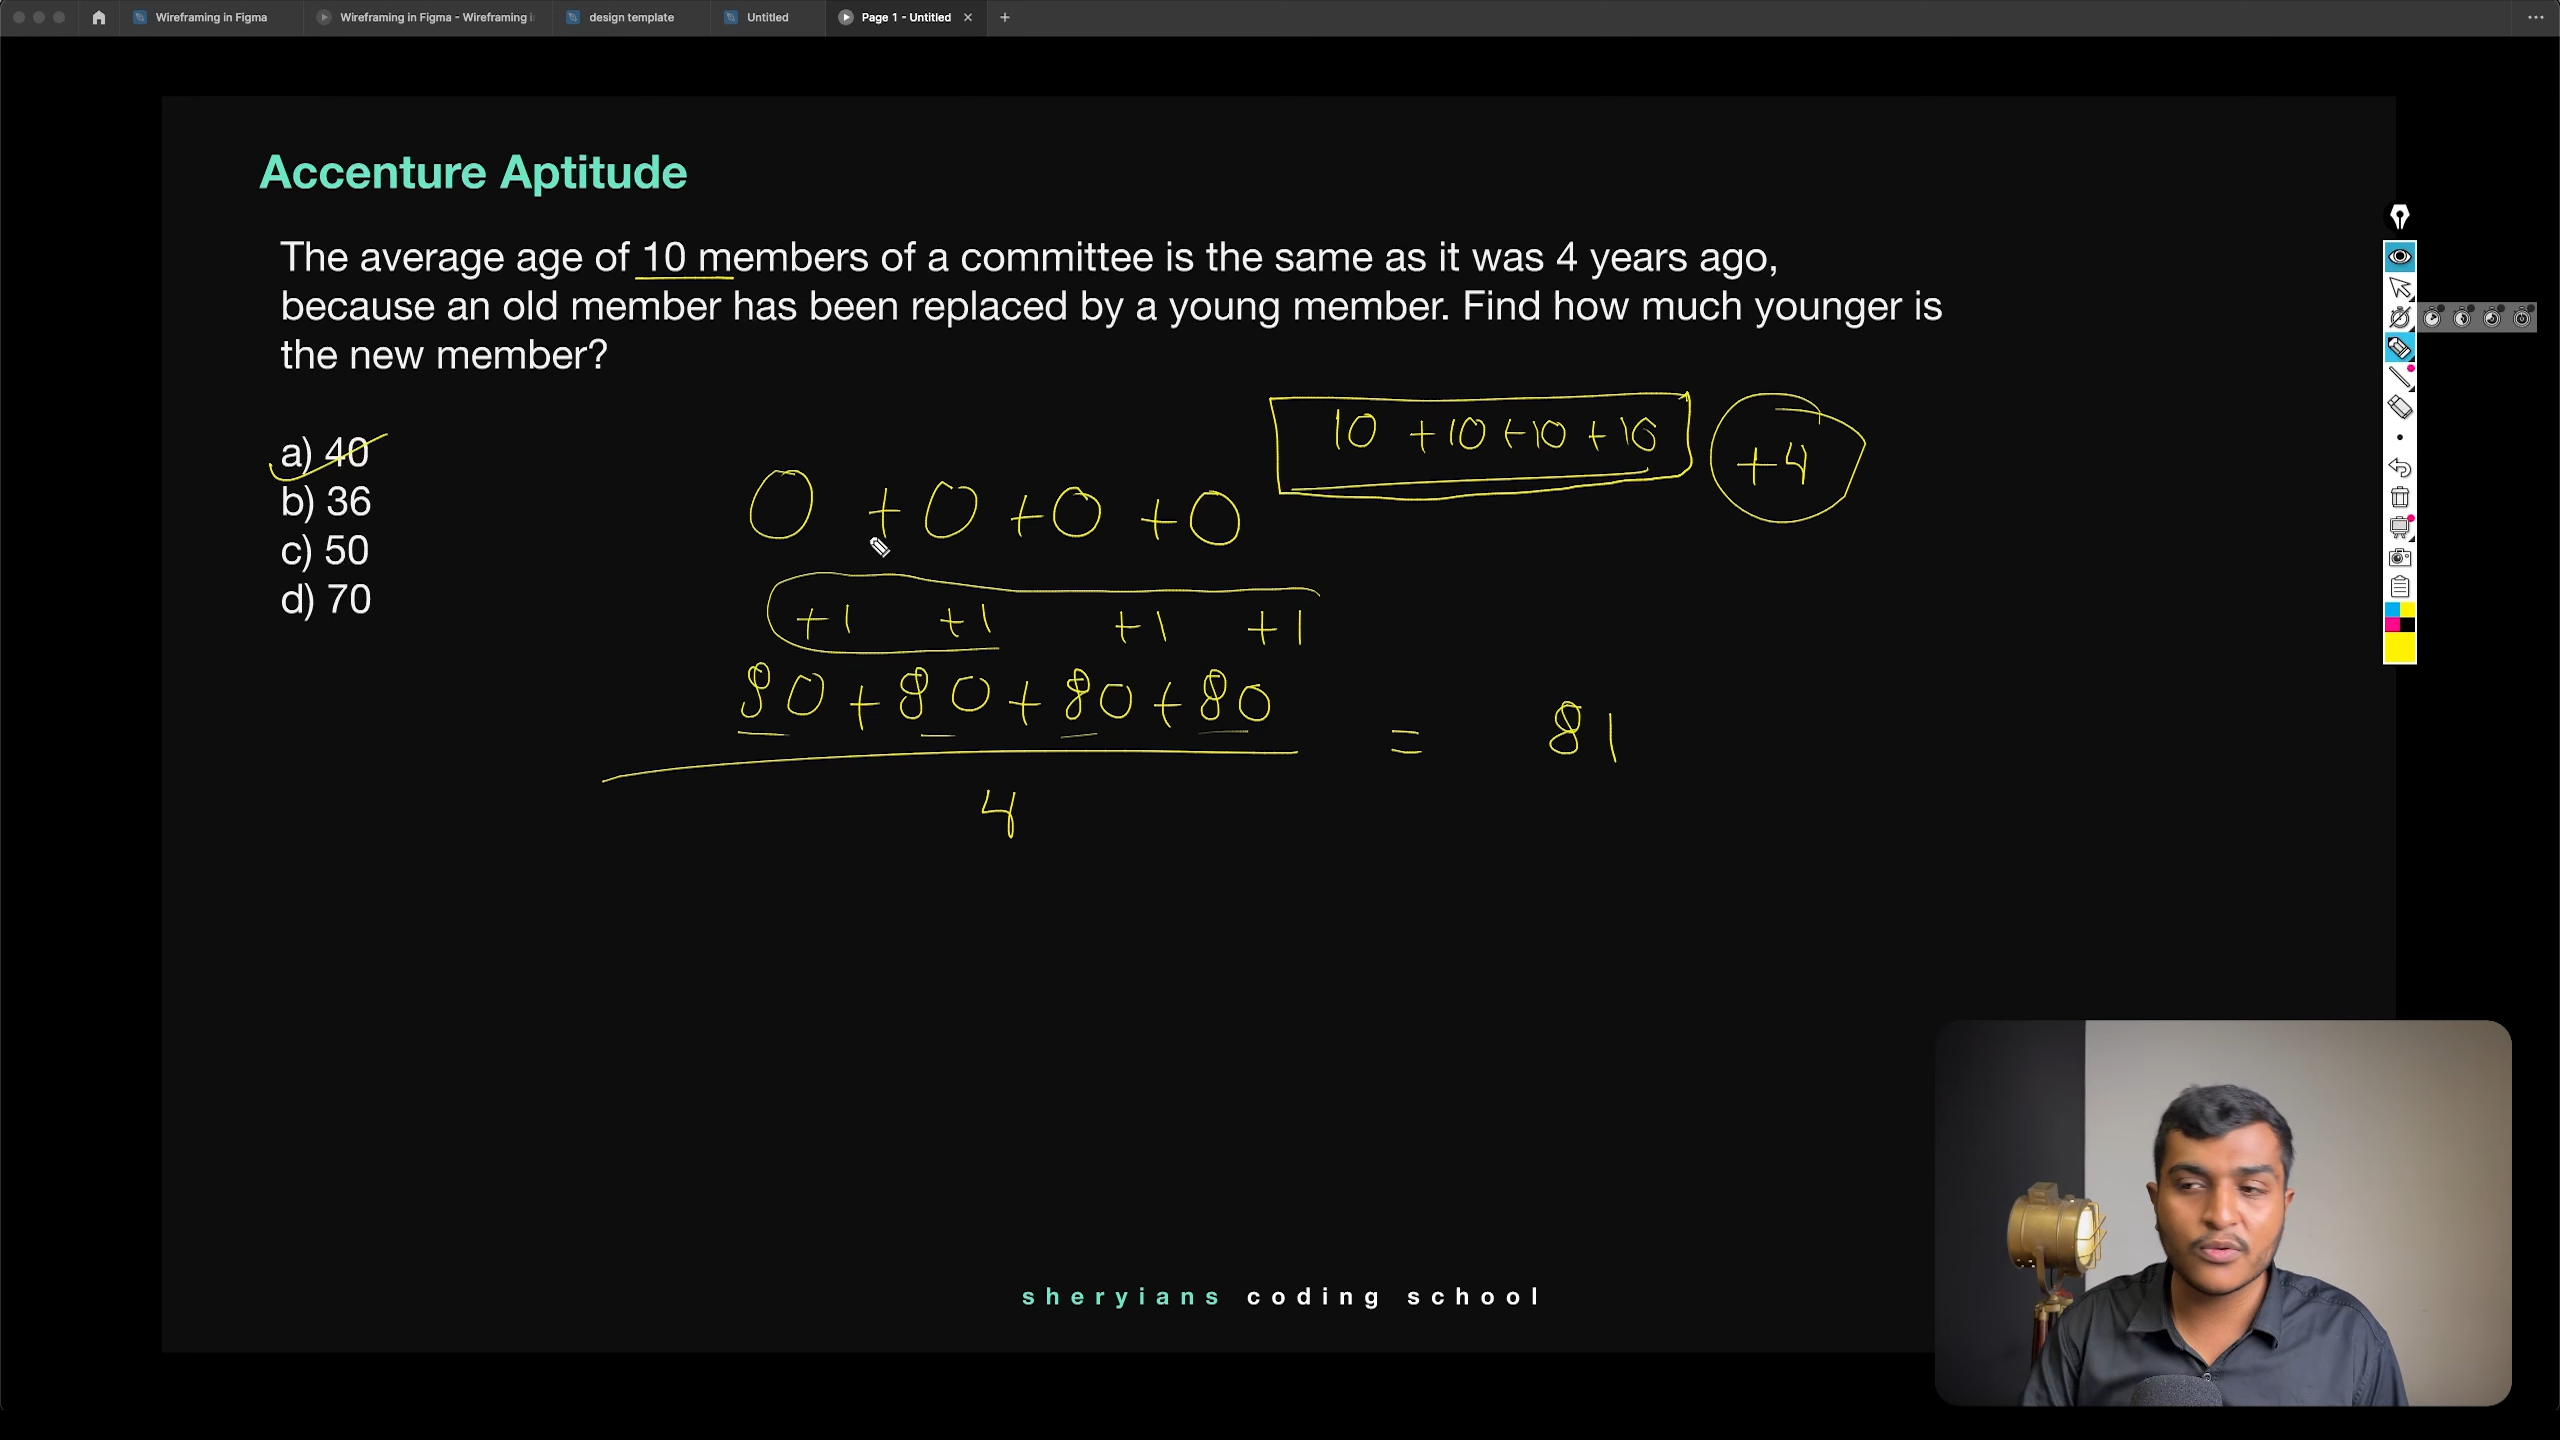 Wireframing in Figma
Wireframing in Figma - Wireframing i
design template
Untitled
Page 1 - Untitled
Accenture Aptitude
The average age of 10 members of a committee is the same as it was 4 years ago,
because an old member has been replaced by a young member. Find how much younger is
the new member?
a) 40
b) 36
c) 50
d) 70
10 +10 +10 +10
+4
0 + 0 + 0 + 0
+1 +1 +1 +1
80 + 80 + 80 + 80
= 81
4
sheryians coding school